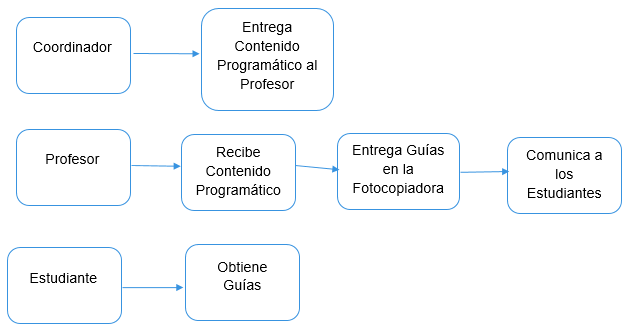 Coordinador
Entrega
Contenido
Programático al
Profesor
Profesor
Recibe
Contenido
Programático
Entrega Guías
en la
Fotocopiadora
Comunica a
los
Estudiantes
Estudiante
Obtiene
Guías